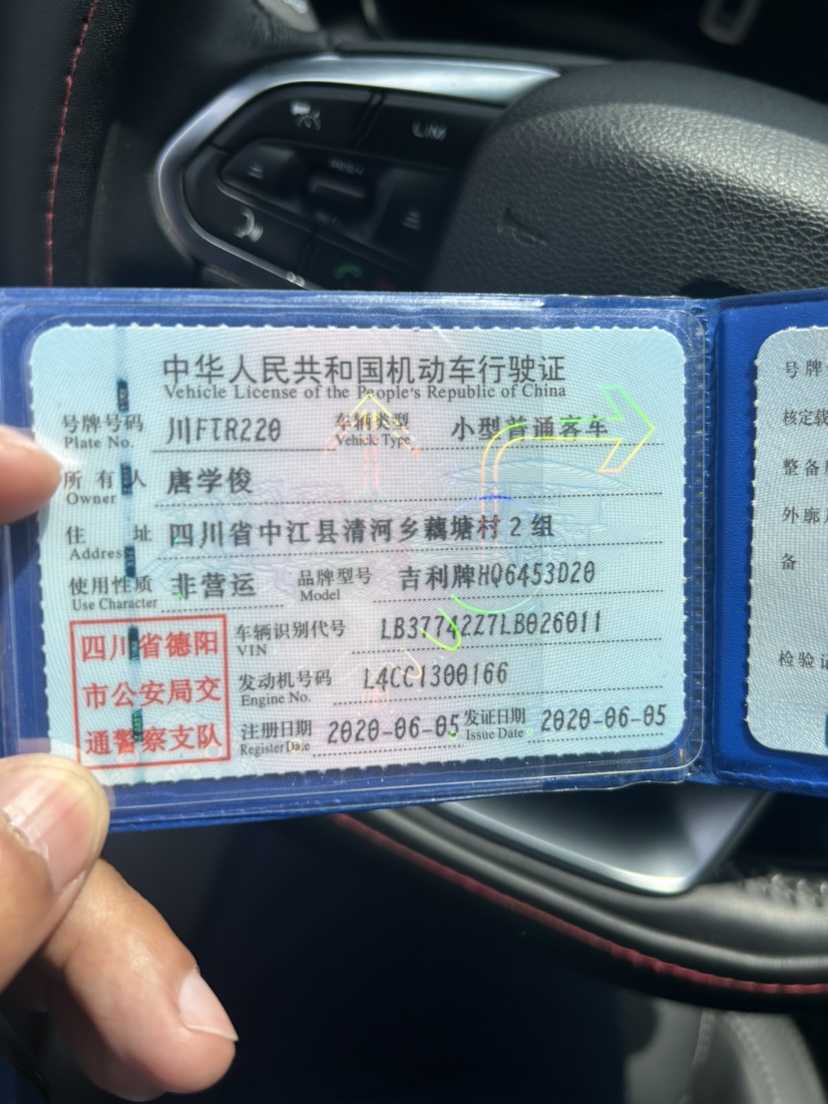 LINK
中华人民共和国机动车行驶证
Vehicle License of the People's Republic of China
号牌号码 川FTR220 车辆类型 小型普通客车
Plate No. Vehicle Type
所有人 唐学俊
Owner
住址 四川省中江县清河乡藕塘村2组
Address
使用性质 非营运 品牌型号 吉利牌HQ6453D20
Use Character Model
四川省德阳
市公安局交
通警察支队
车辆识别代号 LB37742Z7LB026011
VIN
发动机号码 L4CC1300166
Engine No.
注册日期 2020-06-05 发证日期 2020-06-05
Register Date Issue Date
号牌
核定载
整备
外廓
备
检验证